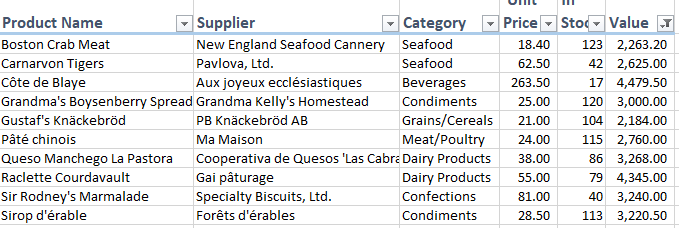 Unit In
Product Name Supplier Category Price Stoc Value
Boston Crab Meat New England Seafood Cannery Seafood 18.40 123 2,263.20
Carnarvon Tigers Pavlova, Ltd. Seafood 62.50 42 2,625.00
Côte de Blaye Aux joyeux ecclésiastiques Beverages 263.50 17 4,479.50
Grandma's Boysenberry Spread Grandma Kelly's Homestead Condiments 25.00 120 3,000.00
Gustaf's Knäckebröd PB Knäckebröd AB Grains/Cereals 21.00 104 2,184.00
Pâté chinois Ma Maison Meat/Poultry 24.00 115 2,760.00
Queso Manchego La Pastora Cooperativa de Quesos 'Las Cabra Dairy Products 38.00 86 3,268.00
Raclette Courdavault Gai pâturage Dairy Products 55.00 79 4,345.00
Sir Rodney's Marmalade Specialty Biscuits, Ltd. Confections 81.00 40 3,240.00
Sirop d'érable Forêts d'érables Condiments 28.50 113 3,220.50